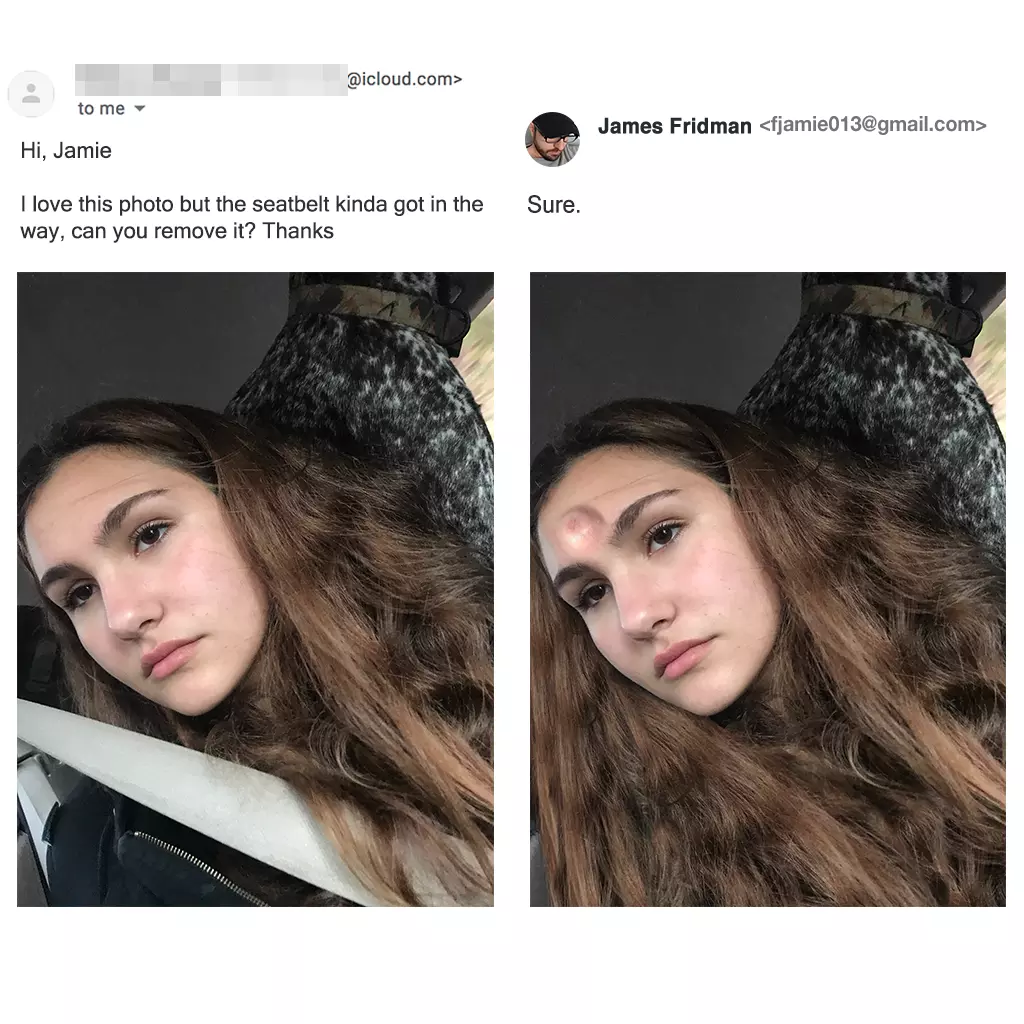 @icloud.com>
to me
Hi, Jamie
I love this photo but the seatbelt kinda got in the
way, can you remove it? Thanks
James Fridman <fjamie013@gmail.com>
Sure.